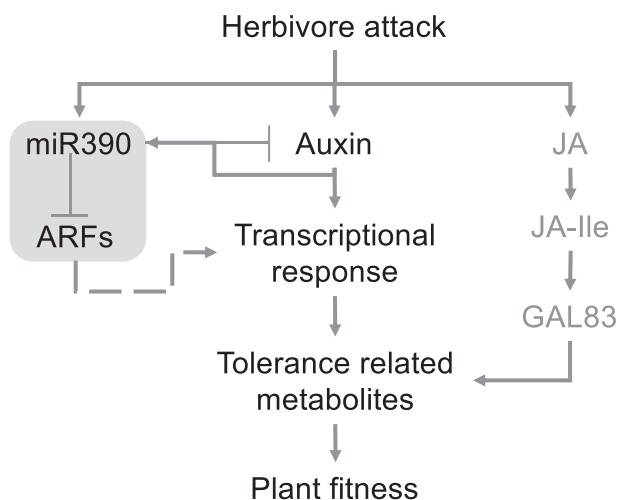 Herbivore attack
miR390
Auxin
JA
ARFs
JA-Ile
Transcriptional
response
GAL83
Tolerance related
metabolites
Plant fitness